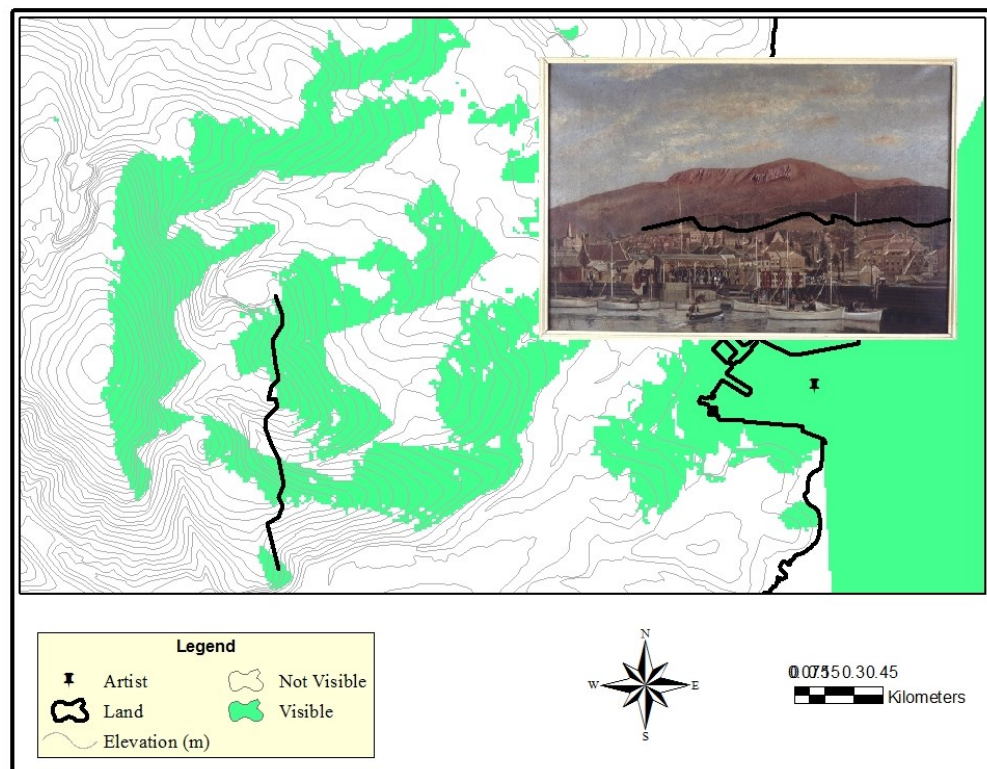 Legend
Artist
Land
Elevation (m)
Not Visible
Visible
N
W
E
S
Kilometers